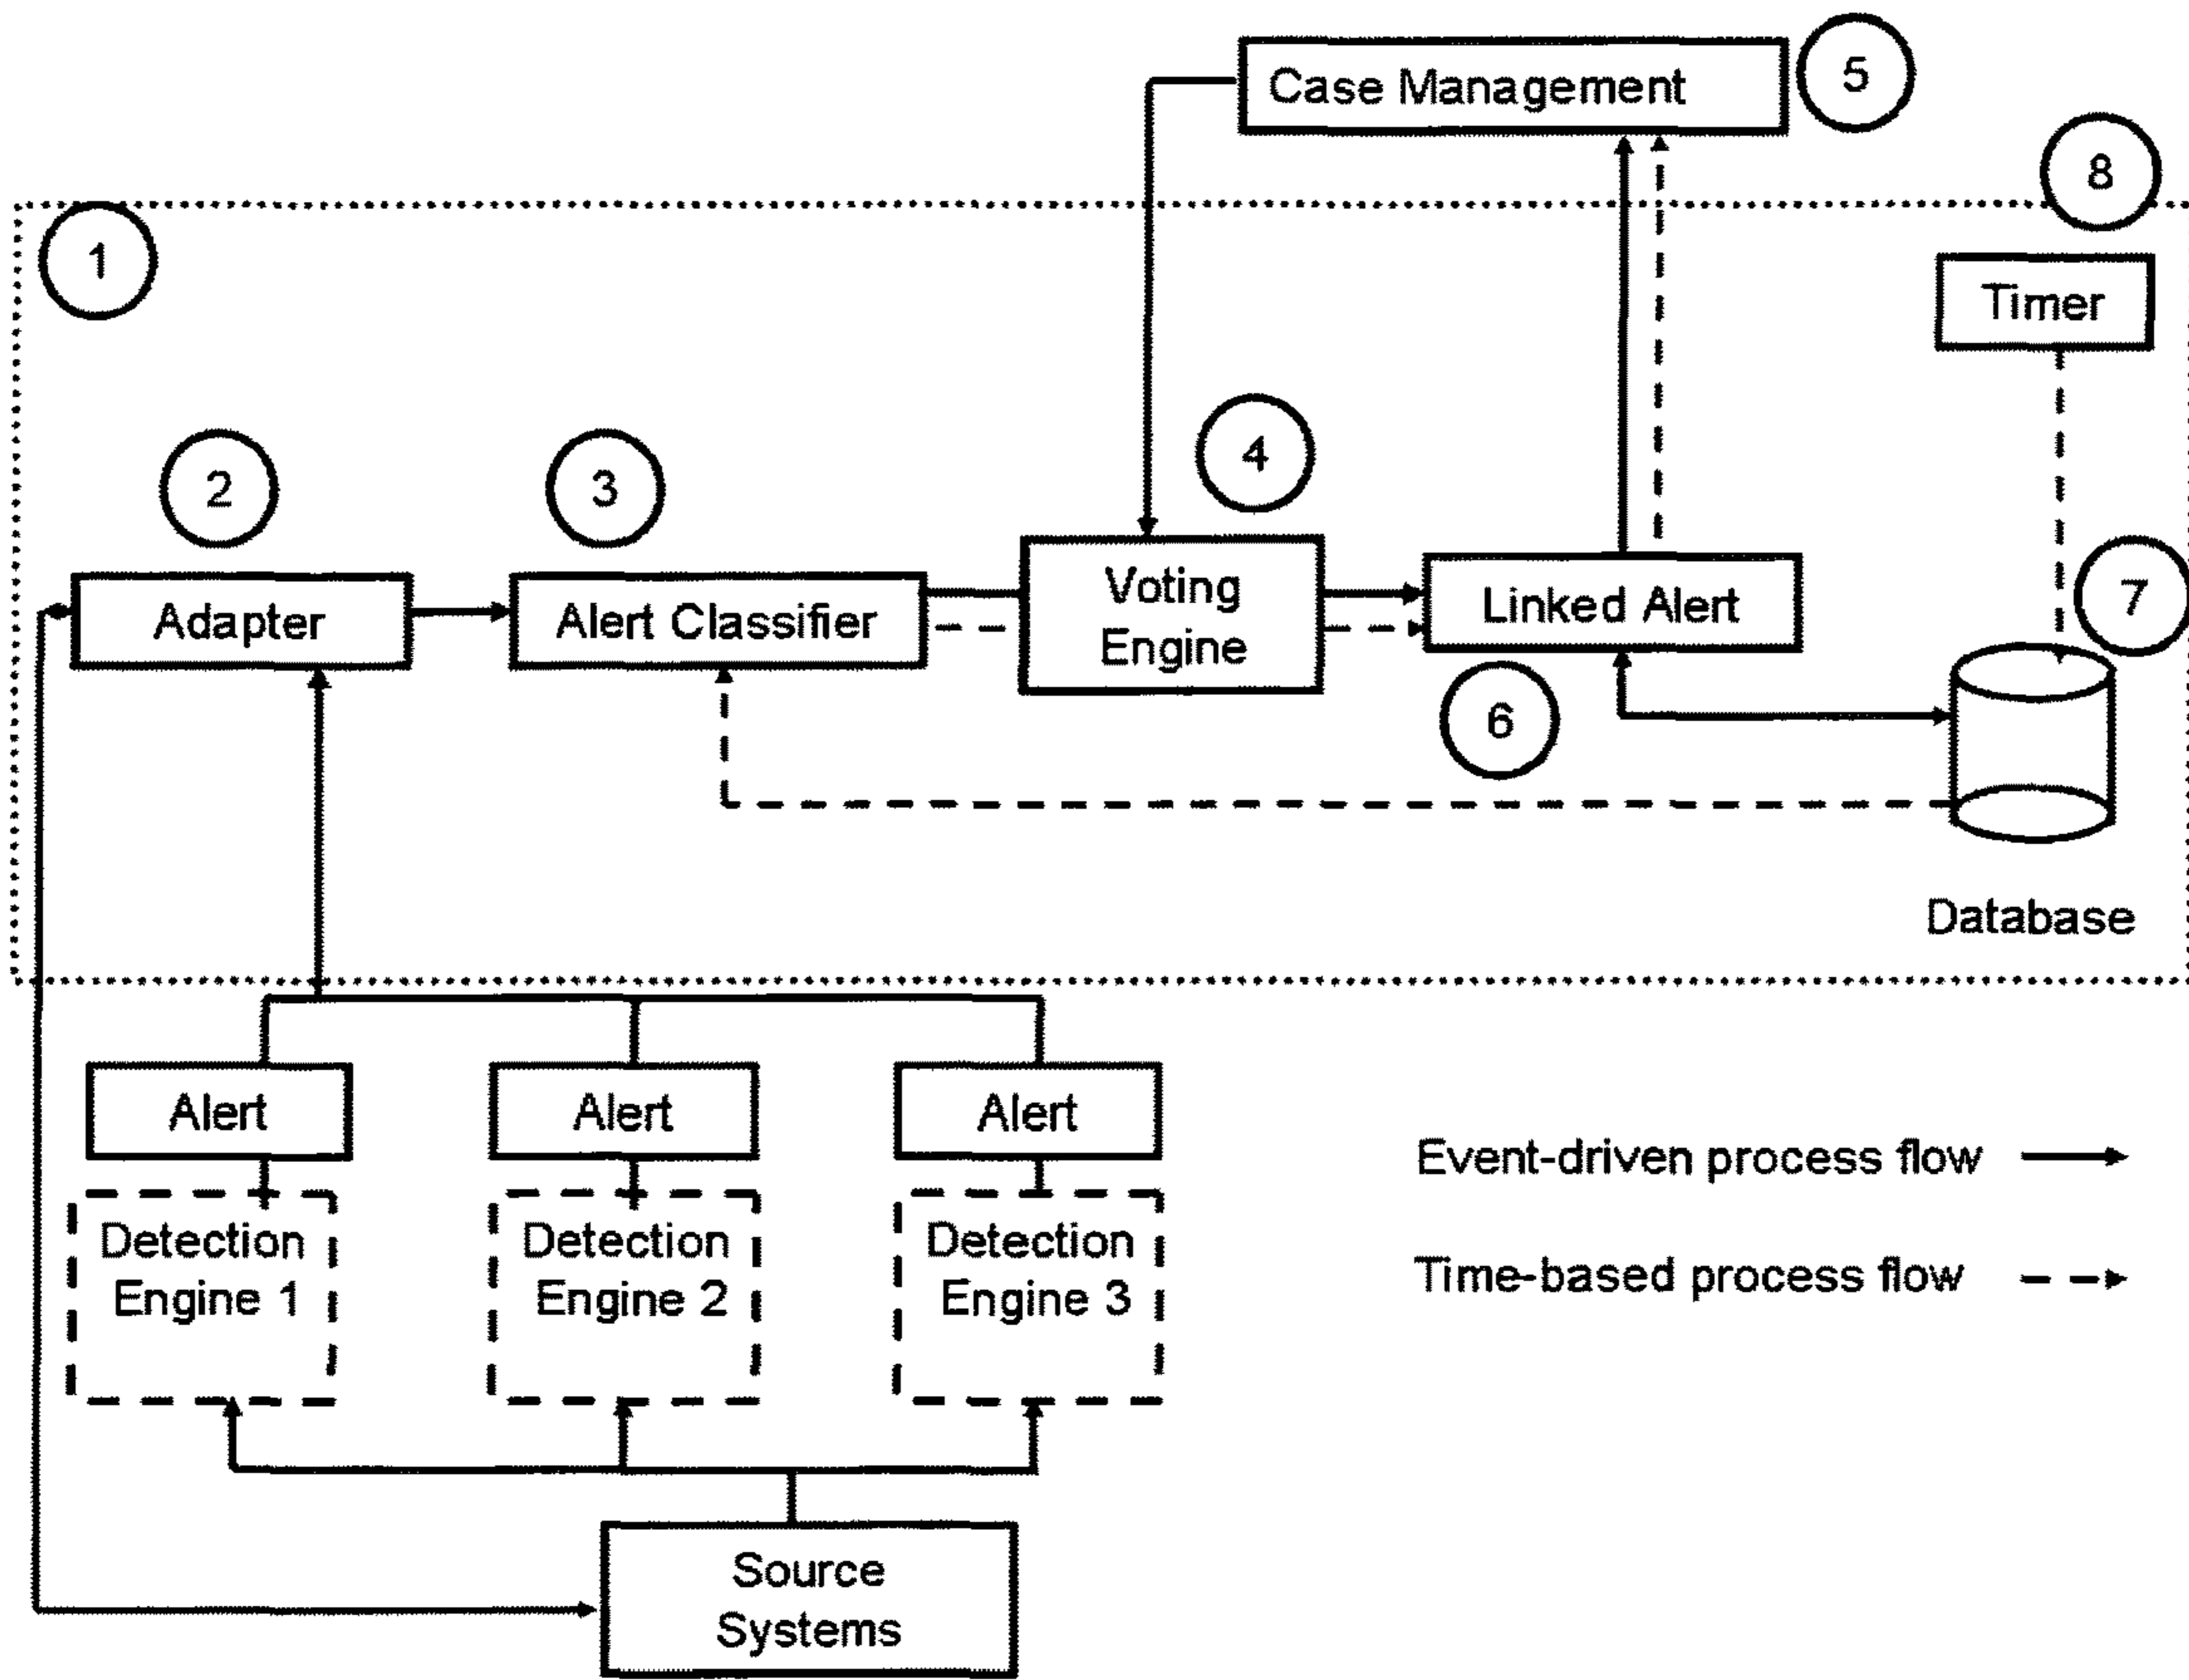 Case Management
5
8
1
Timer
4
2
3
7
Adapter
Alert Classifier
Voting
Engine
Linked Alert
6
Database
Alert
Alert
Alert
Event-driven process flow
Detection
Engine 1
Detection
Engine 2
Detection
Engine 3
Time-based process flow
Source
Systems